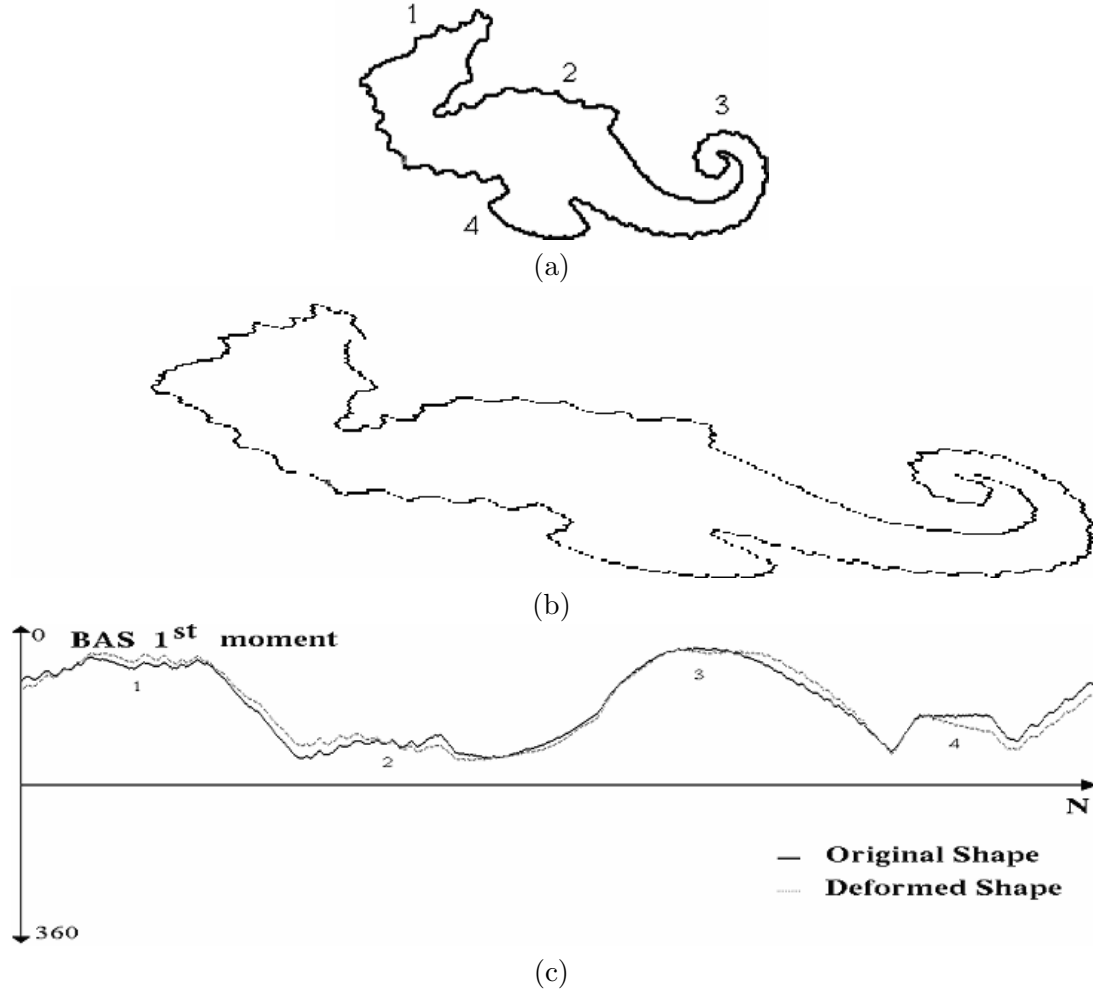 1
2
3
4
(a)
(b)
0 BAS 1st moment
1
2
3
4
N
Original Shape
Deformed Shape
360
(c)